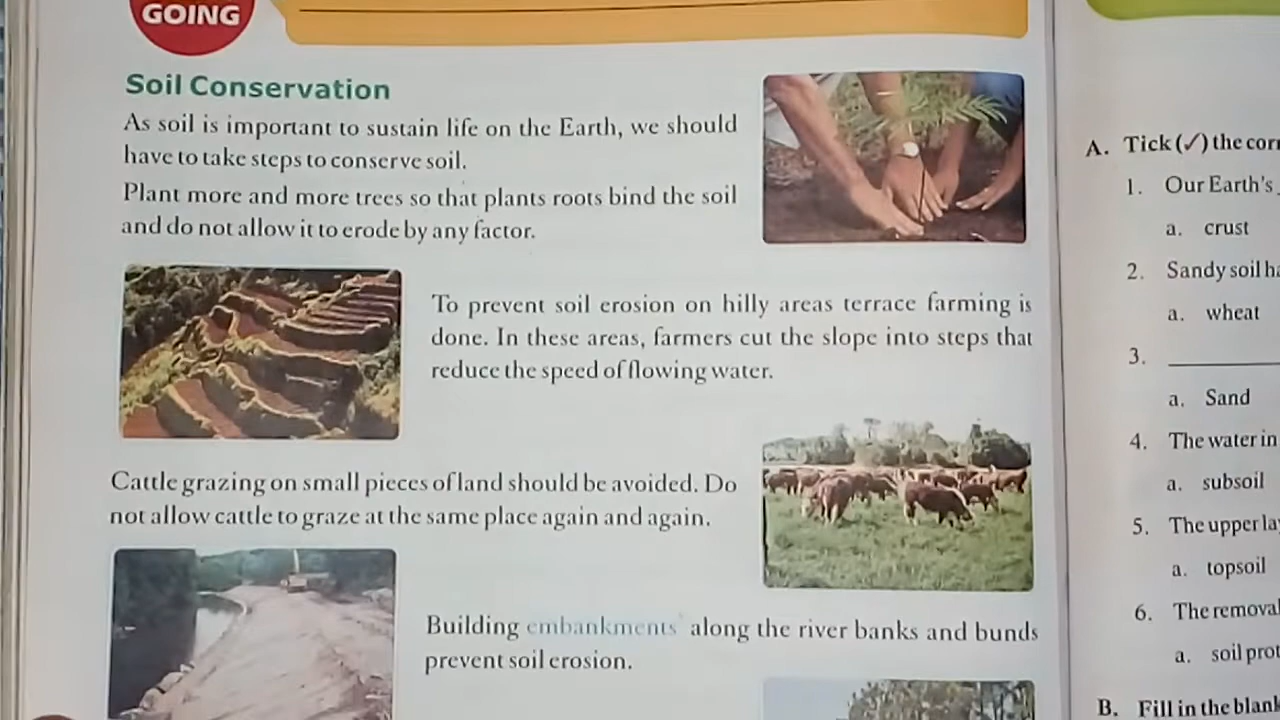 GOING
Soil Conservation
As soil is important to sustain life on the Earth, we should
have to take steps to conserve soil.
Plant more and more trees so that plants roots bind the soil
and do not allow it to erode by any factor.
To prevent soil erosion on hilly areas terrace farming is
done. In these areas, farmers cut the slope into steps that
reduce the speed of flowing water.
Cattle grazing on small pieces of land should be avoided. Do
not allow cattle to graze at the same place again and again.
Building embankments* along the river banks and bunds
prevent soil erosion.
A. Tick (✓) the
1. Our Earth's
a. crust
2. Sandy soil
a. wheat
3.
a. Sand
4. The water in
a. subsoil
5. The upper
a. topsoil
6. The
a. soil
B. Fill in the